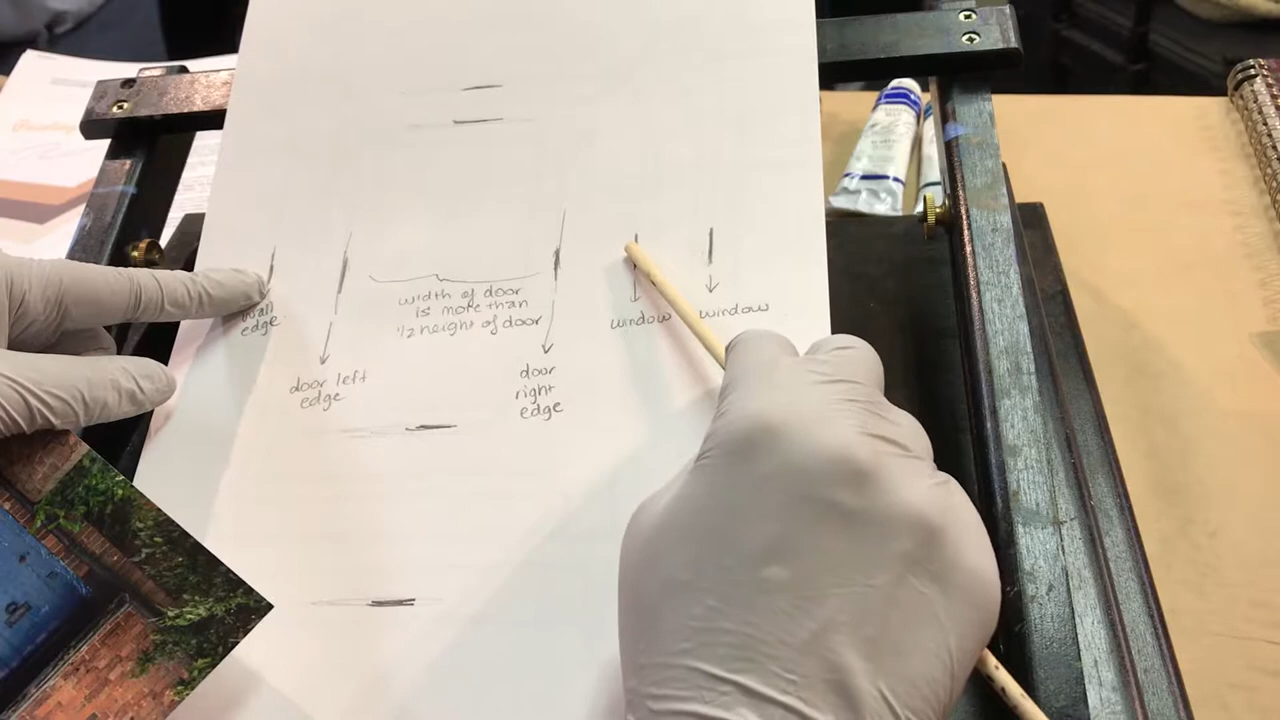 wall
edge
door left
edge
width of door
is more than
1/2 height of door
door
right
edge
window
window